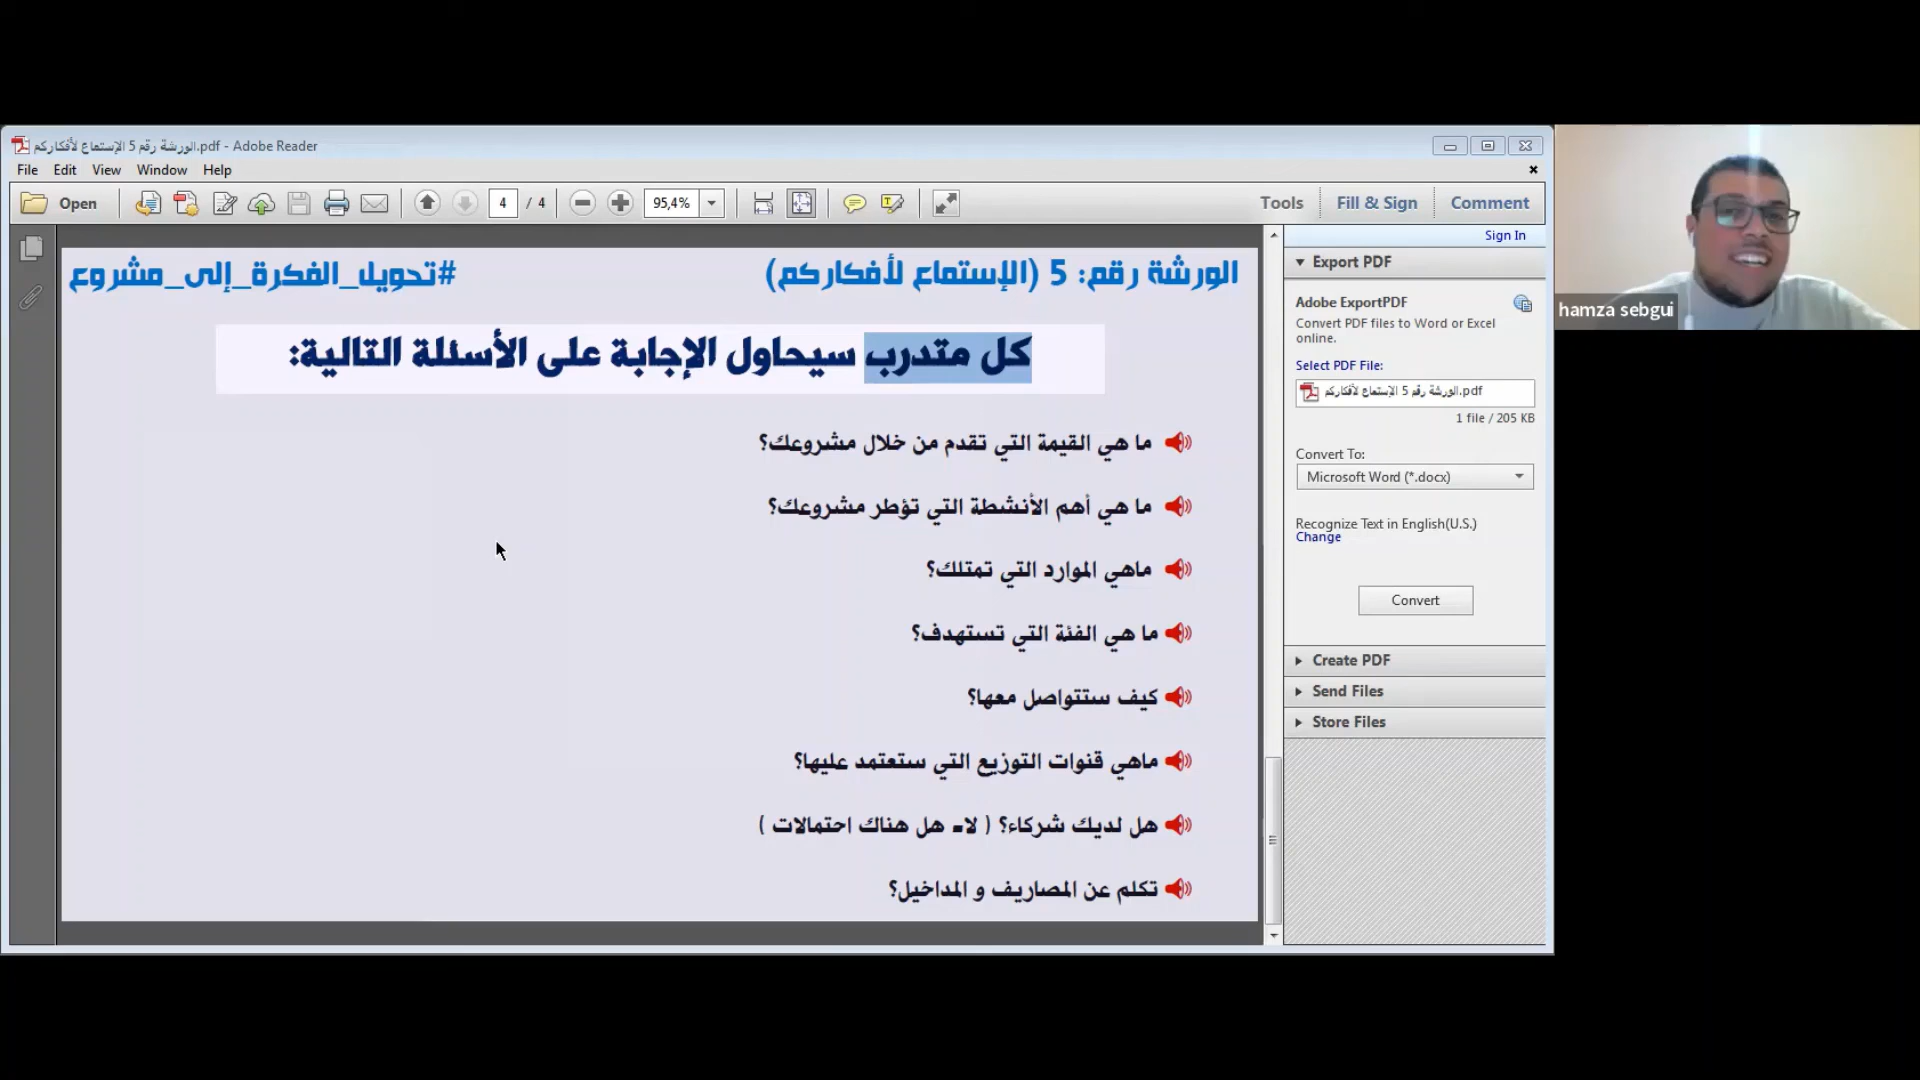 الورشة رقم 5 الإستماع لأفكاركم.pdf - Adobe Reader
File Edit View Window Help
Open 4 / 4 95,4% Tools Fill & Sign Comment
Sign In
الورشة رقم: 5 (الإستماع لأفكاركم) #تحويل_الفكرة_إلى_مشروع
كل متدرب سيحاول الإجابة على الأسئلة التالية:
ما هي القيمة التي تقدم من خلال مشروعك؟
ما هي أهم الأنشطة التي تؤطر مشروعك؟
ماهي الموارد التي تمتلك؟
ما هي الفئة التي تستهدف؟
كيف ستتواصل معها؟
ماهي قنوات التوزيع التي ستعتمد عليها؟
هل لديك شركاء؟ ( لا- هل هناك احتمالات )
تكلم عن المصاريف و المداخيل؟
Export PDF
Adobe ExportPDF
Convert PDF files to Word or Excel
online.
Select PDF File:
الورشة رقم 5 الإستماع لأفكاركم.pdf
1 file / 205 KB
Convert To:
Microsoft Word (*.docx)
Recognize Text in English(U.S.)
Change
Convert
Create PDF
Send Files
Store Files
hamza sebgui